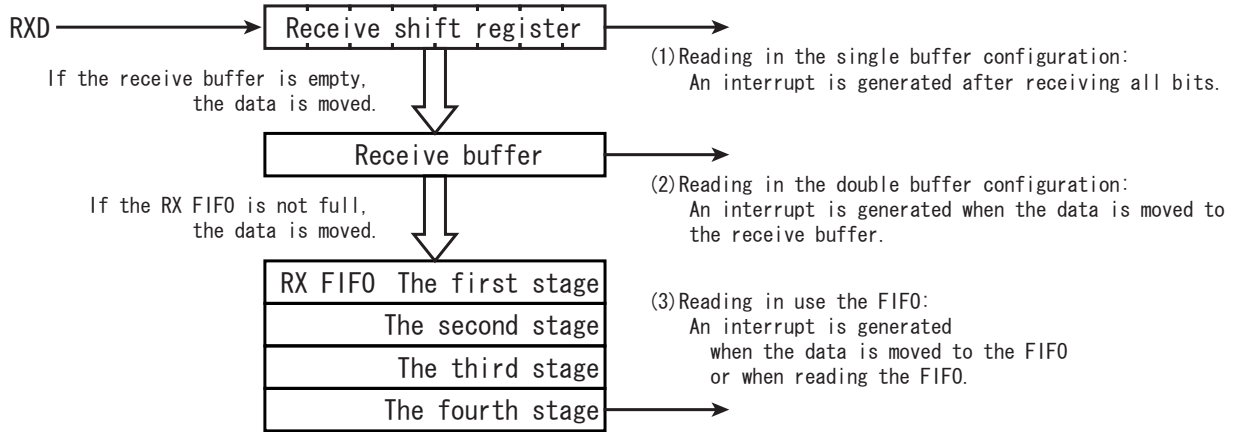 RXD
Receive shift register
If the receive buffer is empty,
the data is moved.
(1)Reading in the single buffer configuration:
An interrupt is generated after receiving all bits.
Receive buffer
If the RX FIFO is not full,
the data is moved.
(2)Reading in the double buffer configuration:
An interrupt is generated when the data is moved to
the receive buffer.
RX FIFO The first stage
The second stage
The third stage
The fourth stage
(3)Reading in use the FIFO:
An interrupt is generated
when the data is moved to the FIFO
or when reading the FIFO.